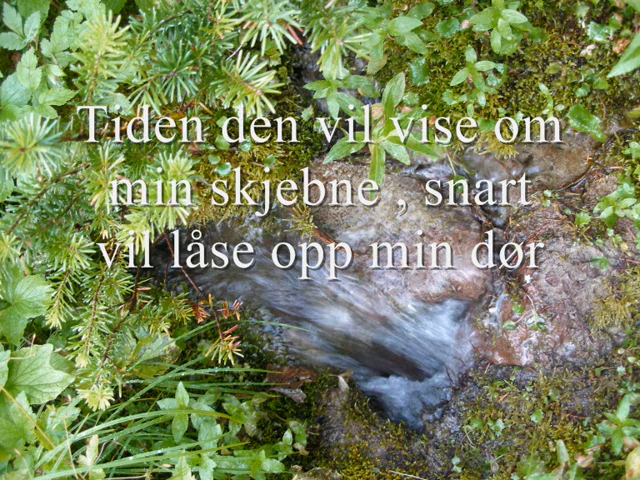 Tiden den vil vise om
min skjebne , snart
vil låse opp min dør